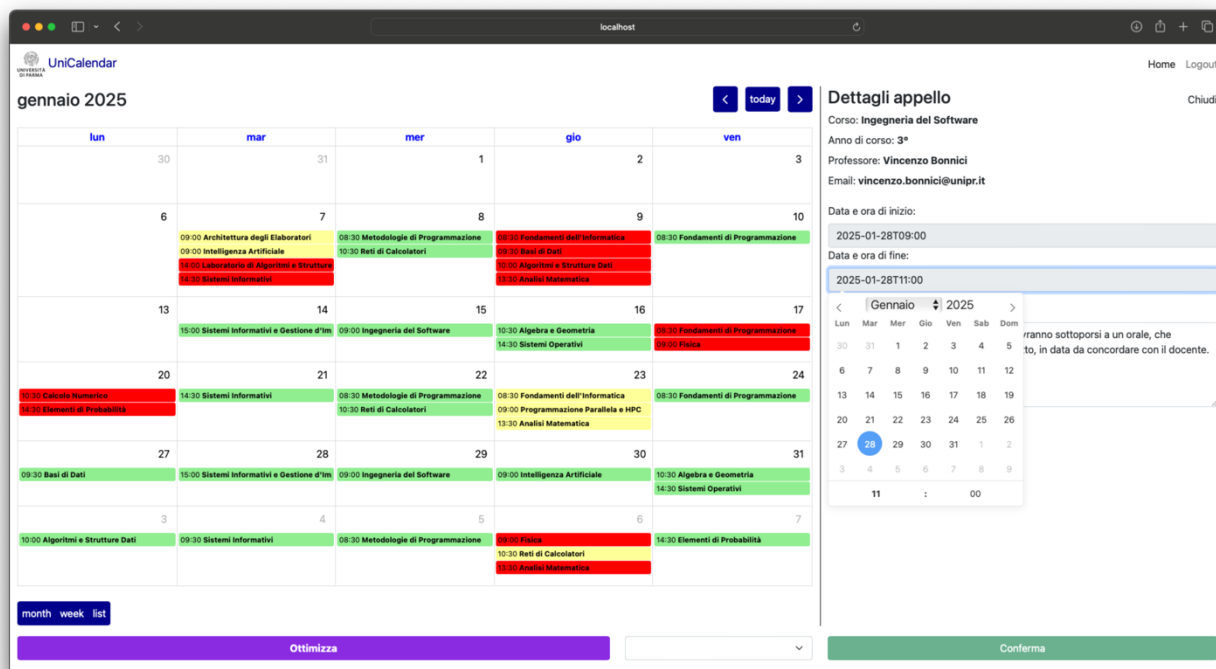 localhost
UNIVERSITÀ
DI PARMA
UniCalendar
Home Logout
gennaio 2025
today
lun mar mer gio ven
30 31 1 2 3
6 7 8 9 10
09:00 Architettura degli Elaboratori
09:00 Intelligenza Artificiale
14:00 Laboratorio di Algoritmi e Strutture
14:30 Sistemi Informativi
08:30 Metodologie di Programmazione
10:30 Reti di Calcolatori
08:30 Fondamenti dell'Informatica
09:30 Basi di Dati
10:00 Algoritmi e Strutture Dati
13:30 Analisi Matematica
08:30 Fondamenti di Programmazione
13 14 15 16 17
15:00 Sistemi Informativi e Gestione d'Im
09:00 Ingegneria del Software
10:30 Algebra e Geometria
14:30 Sistemi Operativi
08:30 Fondamenti di Programmazione
09:00 Fisica
20 21 22 23 24
10:30 Calcolo Numerico
14:30 Elementi di Probabilità
14:30 Sistemi Informativi
08:30 Metodologie di Programmazione
10:30 Reti di Calcolatori
08:30 Fondamenti dell'Informatica
09:00 Programmazione Parallela e HPC
13:30 Analisi Matematica
08:30 Fondamenti di Programmazione
27 28 29 30 31
09:30 Basi di Dati
15:00 Sistemi Informativi e Gestione d'Im
09:00 Ingegneria del Software
09:00 Intelligenza Artificiale
10:30 Algebra e Geometria
14:30 Sistemi Operativi
3 4 5 6 7
10:00 Algoritmi e Strutture Dati
09:30 Sistemi Informativi
08:30 Metodologie di Programmazione
09:00 Fisica
10:30 Reti di Calcolatori
13:30 Analisi Matematica
14:30 Elementi di Probabilità
month week list
Ottimizza
Dettagli appello
Chiudi
Corso: Ingegneria del Software
Anno di corso: 3º
Professore: Vincenzo Bonnici
Email: vincenzo.bonnici@unipr.it
Data e ora di inizio:
2025-01-28T09:00
Data e ora di fine:
2025-01-28T11:00
Gennaio 2025
Lun Mar Mer Gio Ven Sab Dom
30 31 1 2 3 4 5
6 7 8 9 10 11 12
13 14 15 16 17 18 19
20 21 22 23 24 25 26
27 28 29 30 31 1 2
3 4 5 6 7 8 9
11 : 00
sottoporsi a un orale, che
in data da concordare con il docente.
Conferma